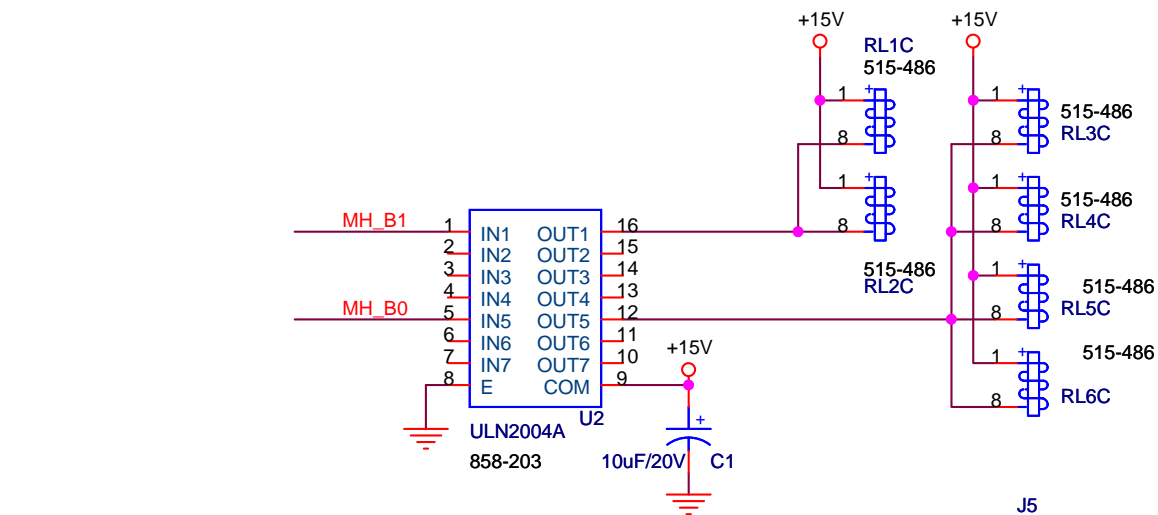 +15V +15V
RL1C
515-486
1 + 1 +
515-486
RL3C
8 8
1 + 1 +
515-486
RL4C
MH_B1 1 IN1 OUT1 16 8 8
2 IN2 OUT2 15
3 IN3 OUT3 14 515-486 1 +
RL2C 515-486
4 IN4 OUT4 13
RL5C
MH_B0 5 IN5 OUT5 12 8
6 IN6 OUT6 11
+15V 515-486
7 IN7 OUT7 10 1 +
8 E COM 9
RL6C
8
U2
ULN2004A +
858-203 10uF/20V C1
J5